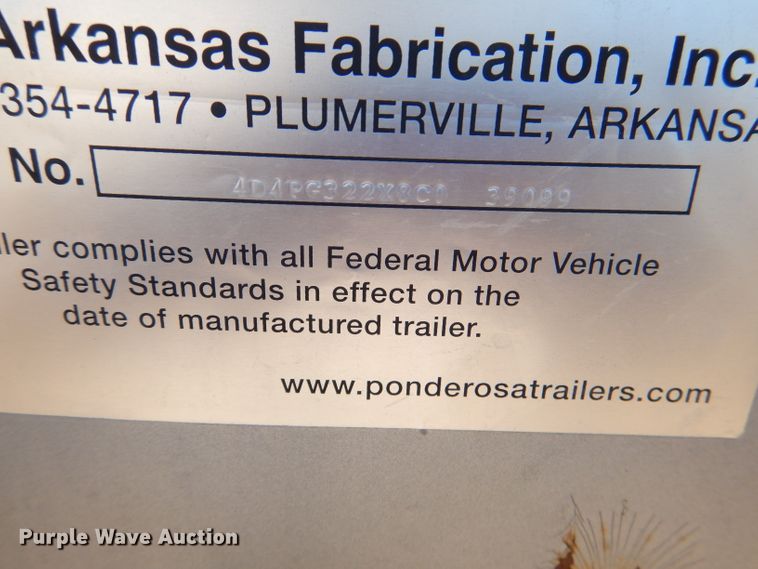 Arkansas Fabrication, Inc.
354-4717 • PLUMERVILLE, ARKANSA
No.
ler complies with all Federal Motor Vehicle
Safety Standards in effect on the
date of manufactured trailer.
www.ponderosatrailers.com
Purple Wave Auction